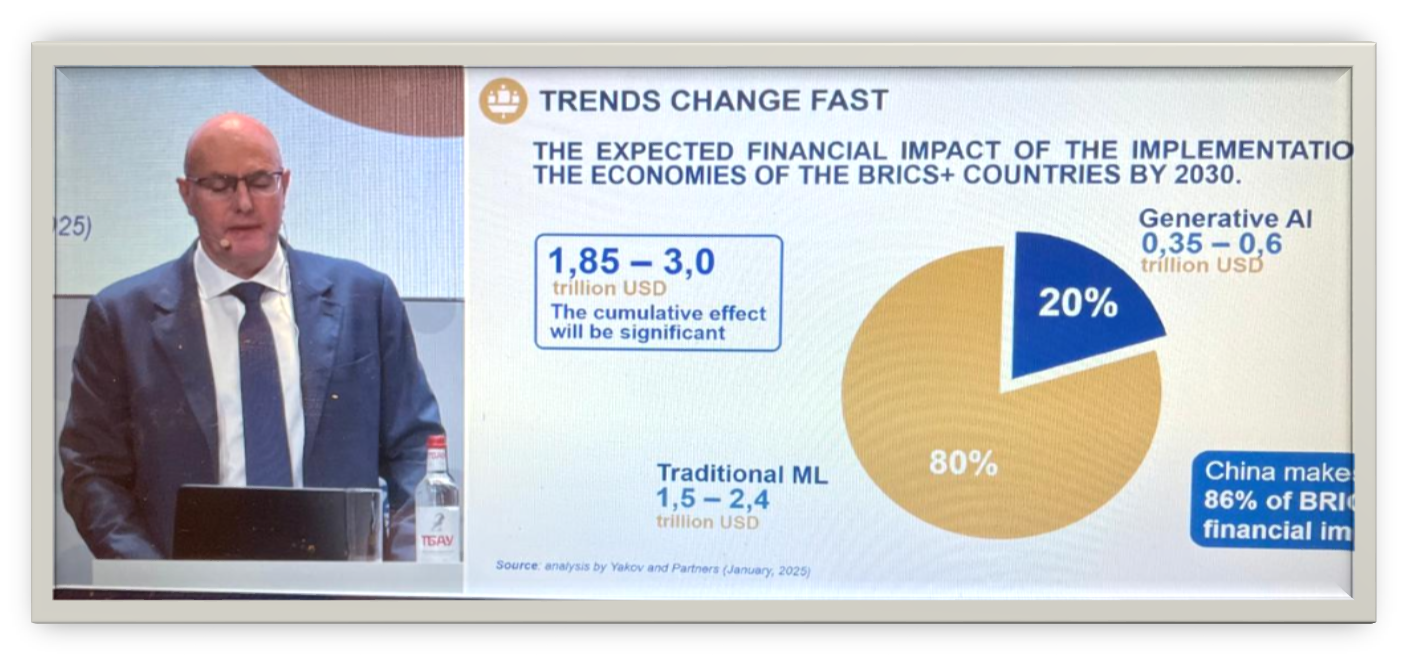 25)
TRENDS CHANGE FAST
THE EXPECTED FINANCIAL IMPACT OF THE IMPLEMENTATIO
THE ECONOMIES OF THE BRICS+ COUNTRIES BY 2030.
1,85 – 3,0
trillion USD
The cumulative effect
will be significant
Generative AI
0,35 – 0,6
trillion USD
20%
80%
Traditional ML
1,5 – 2,4
trillion USD
China make
86% of BRIC
financial im
Source: analysis by Yakov and Partners (January, 2025)
ТБАУ